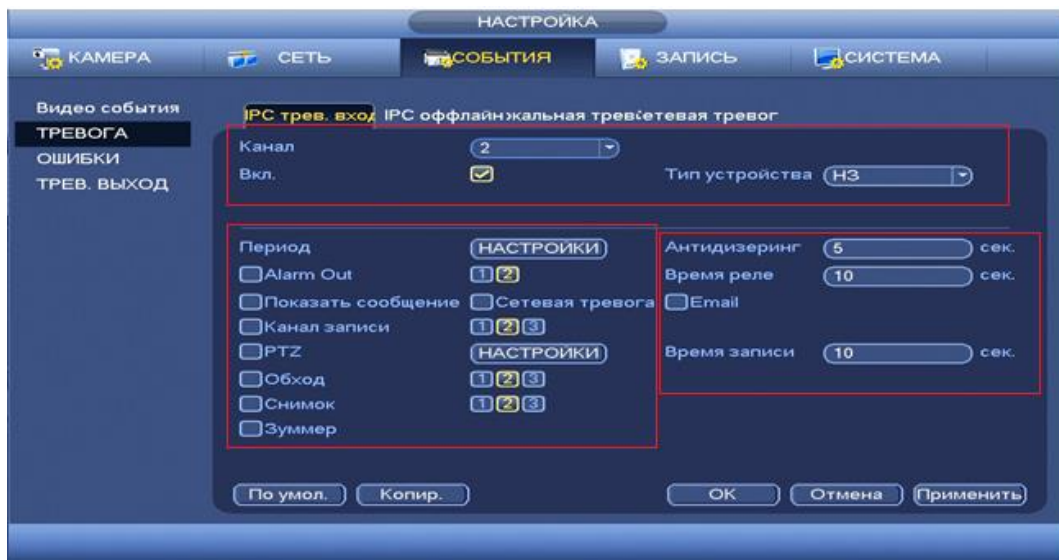 НАСТРОЙКА
КАМЕРА СЕТЬ СОБЫТИЯ ЗАПИСЬ СИСТЕМА
Видео события
ТРЕВОГА
ОШИБКИ
ТРЕВ. ВЫХОД
IPC трев. вход IPC оффлайн жальная трев сетевая тревог
Канал 2
Вкл. Тип устройства НЗ
Период НАСТРОЙКИ Антидизеринг 5 сек.
Alarm Out 1 2 Время реле 10 сек.
Показать сообщение Сетевая тревога Email
Канал записи 1 2 3
PTZ НАСТРОЙКИ Время записи 10 сек.
Обход 1 2 3
Снимок 1 2 3
Зуммер
По умол. Копир. ОК Отмена Применить